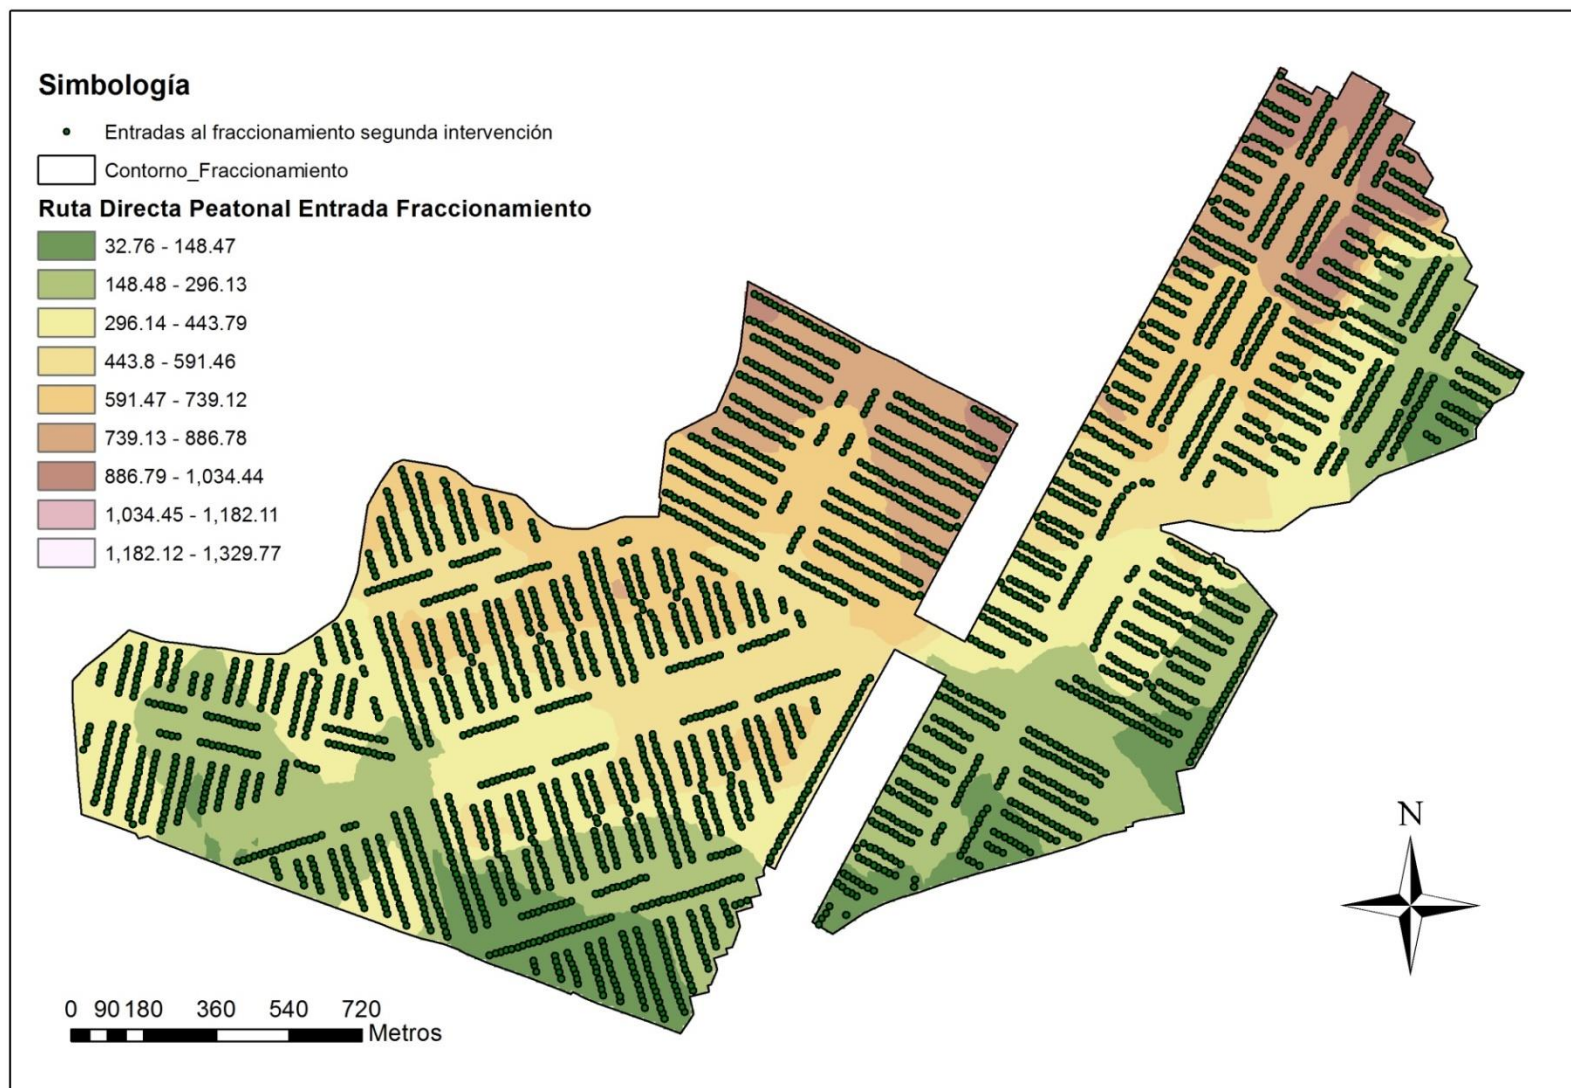 Simbología
Entradas al fraccionamiento segunda intervención
Contorno_Fraccionamiento
Ruta Directa Peatonal Entrada Fraccionamiento
32.76 - 148.47
148.48 - 296.13
296.14 - 443.79
443.8 - 591.46
591.47 - 739.12
739.13 - 886.78
886.79 - 1,034.44
1,034.45 - 1,182.11
1,182.12 - 1,329.77
N
0 90 180 360 540 720
Metros